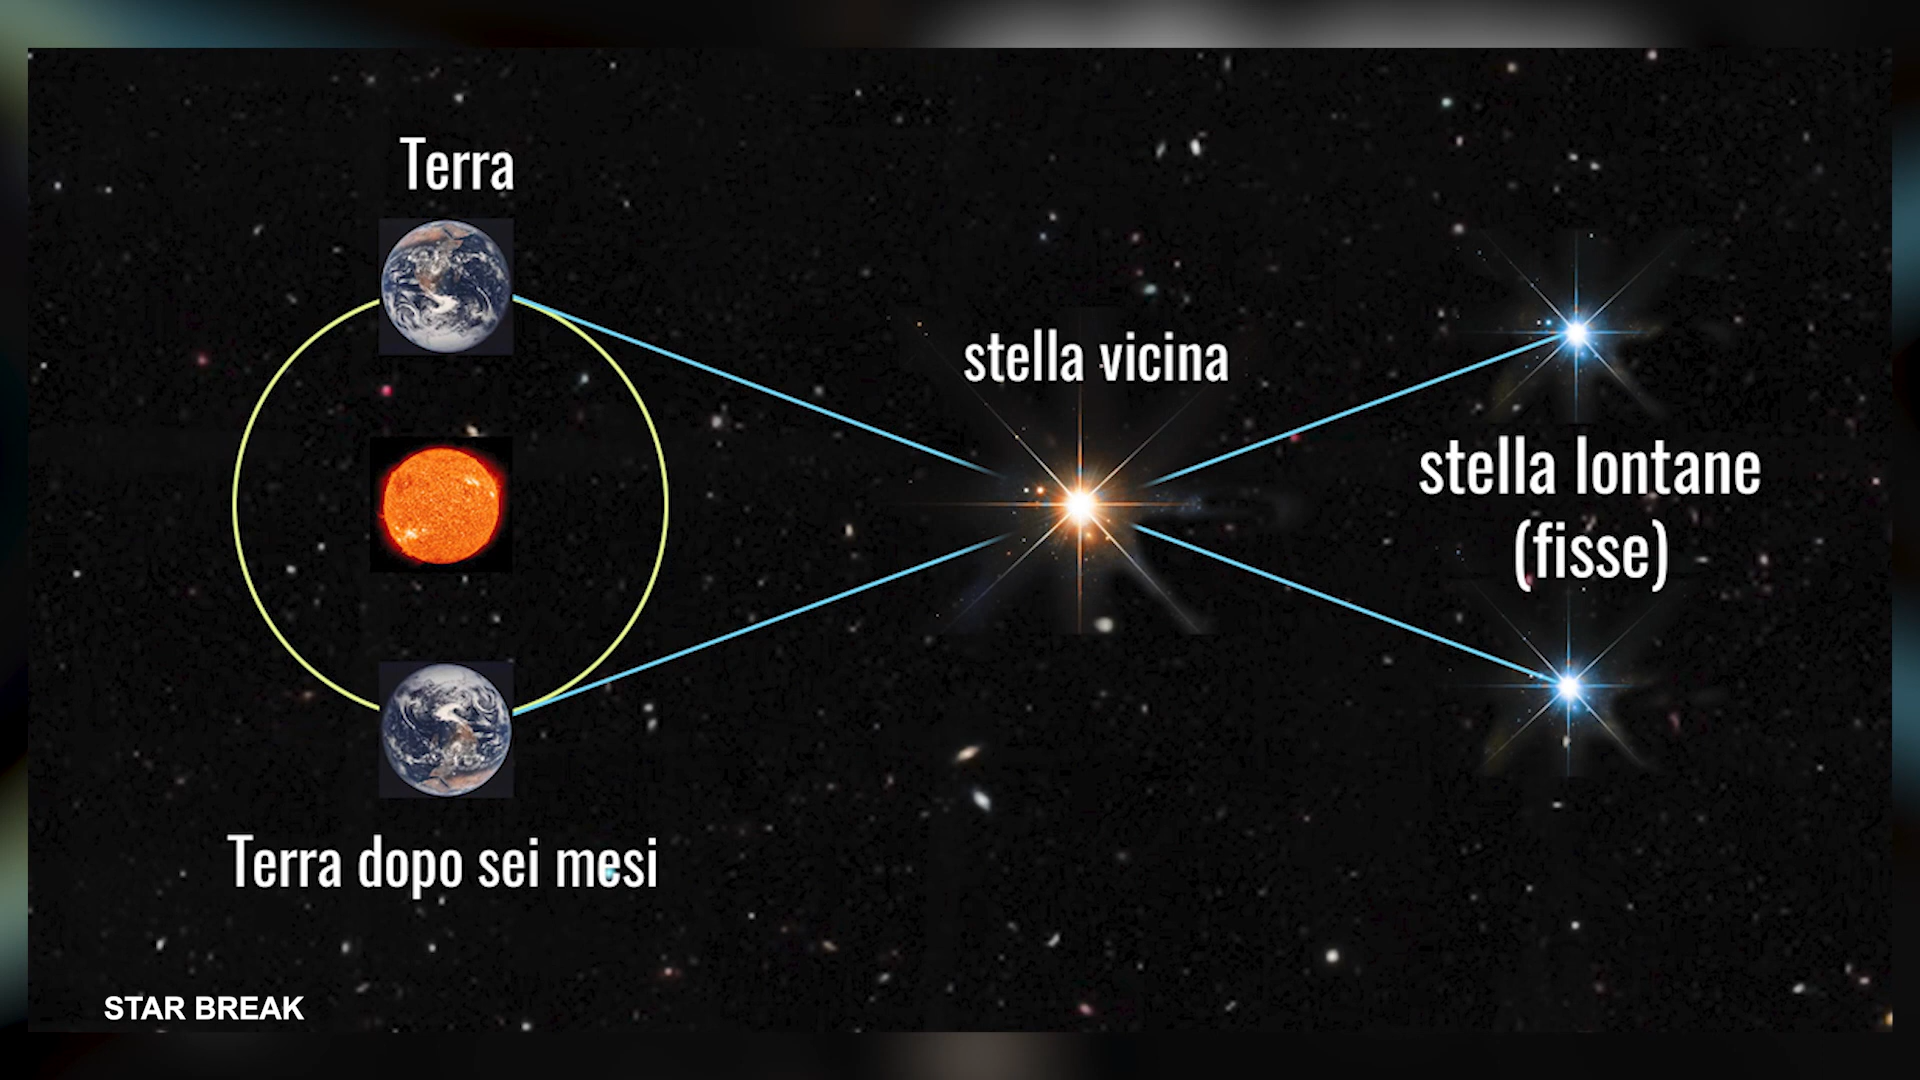 Terra
stella vicina
stella lontane
(fisse)
Terra dopo sei mesi
STAR BREAK